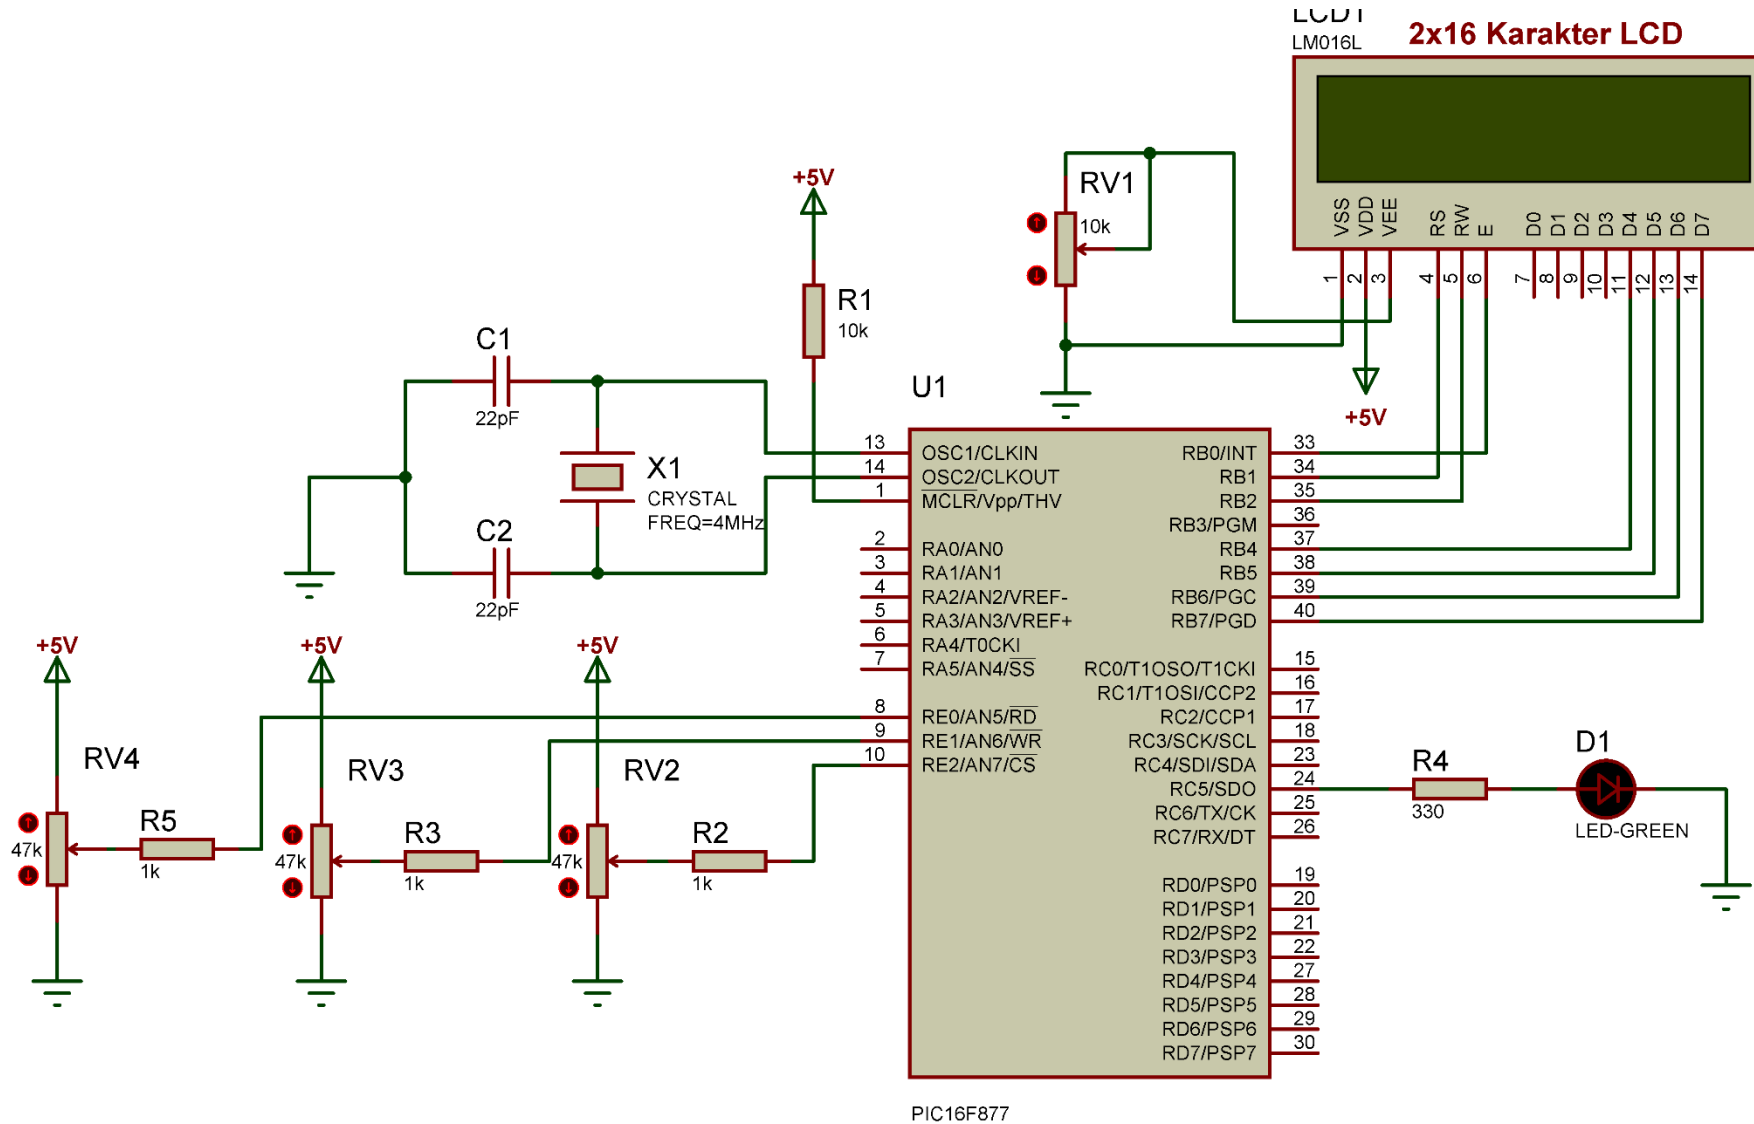 LCD1
LM016L
2x16 Karakter LCD
VSS
VDD
VEE
RS
RW
E
D0
D1
D2
D3
D4
D5
D6
D7
1
2
3
4
5
6
7
8
9
10
11
12
13
14
+5V
RV1
10k
+5V
R1
10k
C1
22pF
X1
CRYSTAL
FREQ=4MHz
C2
22pF
U1
13 OSC1/CLKIN
14 OSC2/CLKOUT
1 MCLR/Vpp/THV
2 RA0/AN0
3 RA1/AN1
4 RA2/AN2/VREF-
5 RA3/AN3/VREF+
6 RA4/T0CKI
7 RA5/AN4/SS
8 RE0/AN5/RD
9 RE1/AN6/WR
10 RE2/AN7/CS
RB0/INT 33
RB1 34
RB2 35
RB3/PGM 36
RB4 37
RB5 38
RB6/PGC 39
RB7/PGD 40
RC0/T1OSO/T1CKI 15
RC1/T1OSI/CCP2 16
RC2/CCP1 17
RC3/SCK/SCL 18
RC4/SDI/SDA 23
RC5/SDO 24
RC6/TX/CK 25
RC7/RX/DT 26
RD0/PSP0 19
RD1/PSP1 20
RD2/PSP2 21
RD3/PSP3 22
RD4/PSP4 27
RD5/PSP5 28
RD6/PSP6 29
RD7/PSP7 30
PIC16F877
+5V
RV4
47k
R5
1k
+5V
RV3
47k
R3
1k
+5V
RV2
47k
R2
1k
R4
330
D1
LED-GREEN